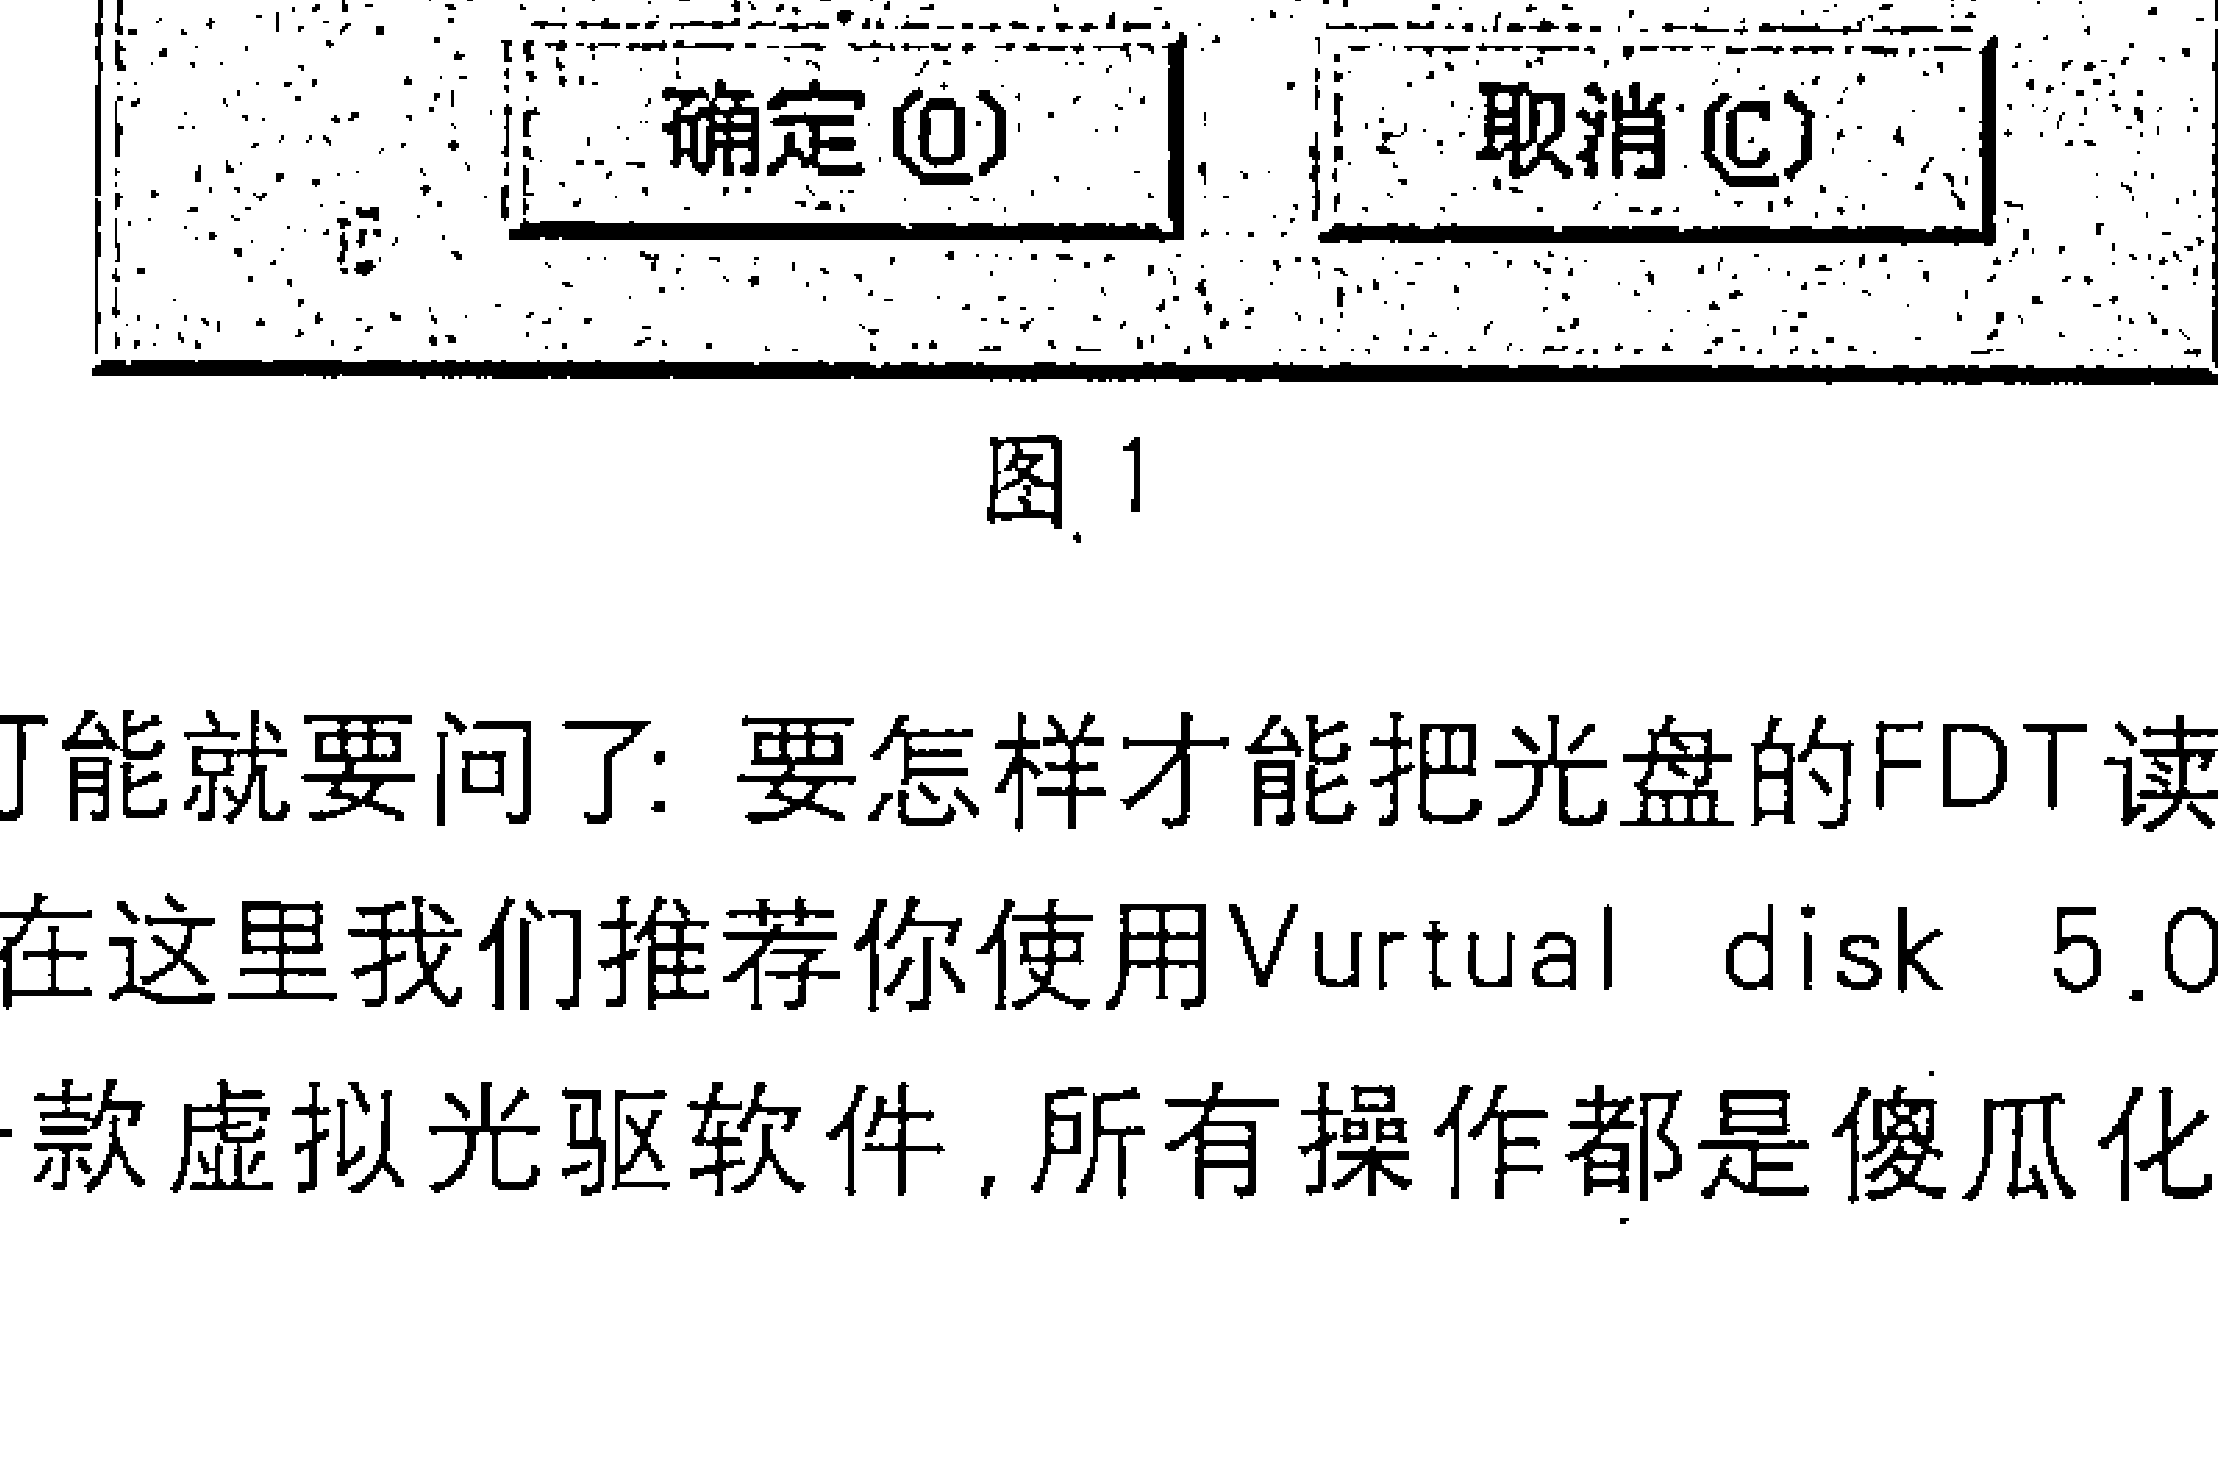 确定(O) 取消(C)
图 1
可能就要问了: 要怎样才能把光盘的FDT读
在这里我们推荐你使用Vurtual disk 5.0
款虚拟光驱软件,所有操作都是傻瓜化